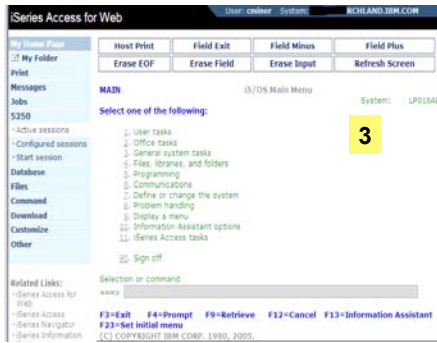 iSeries Access for Web
User: cminer System: RCHLAND.IBM.COM
My Home Page
My Folder
Print
Messages
Jobs
5250
-Active sessions
-Configured sessions
-Start session
Database
Files
Command
Download
Customize
Other
Related Links:
-iSeries Access for Web
-iSeries Access
-iSeries Navigator
-iSeries Information
Host Print Field Exit Field Minus Field Plus
Erase EOF Erase Field Erase Input Refresh Screen
MAIN i5/OS Main Menu
System: LP016A
Select one of the following:
3
1. User tasks
2. Office tasks
3. General system tasks
4. Files, libraries, and folders
5. Programming
6. Communications
7. Define or change the system
8. Problem handling
9. Display a menu
10. Information Assistant options
11. iSeries Access tasks
90. Sign off
Selection or command
===>
F3=Exit F4=Prompt F9=Retrieve F12=Cancel F13=Information Assistant
F23=Set initial menu
(C) COPYRIGHT IBM CORP. 1980, 2005.